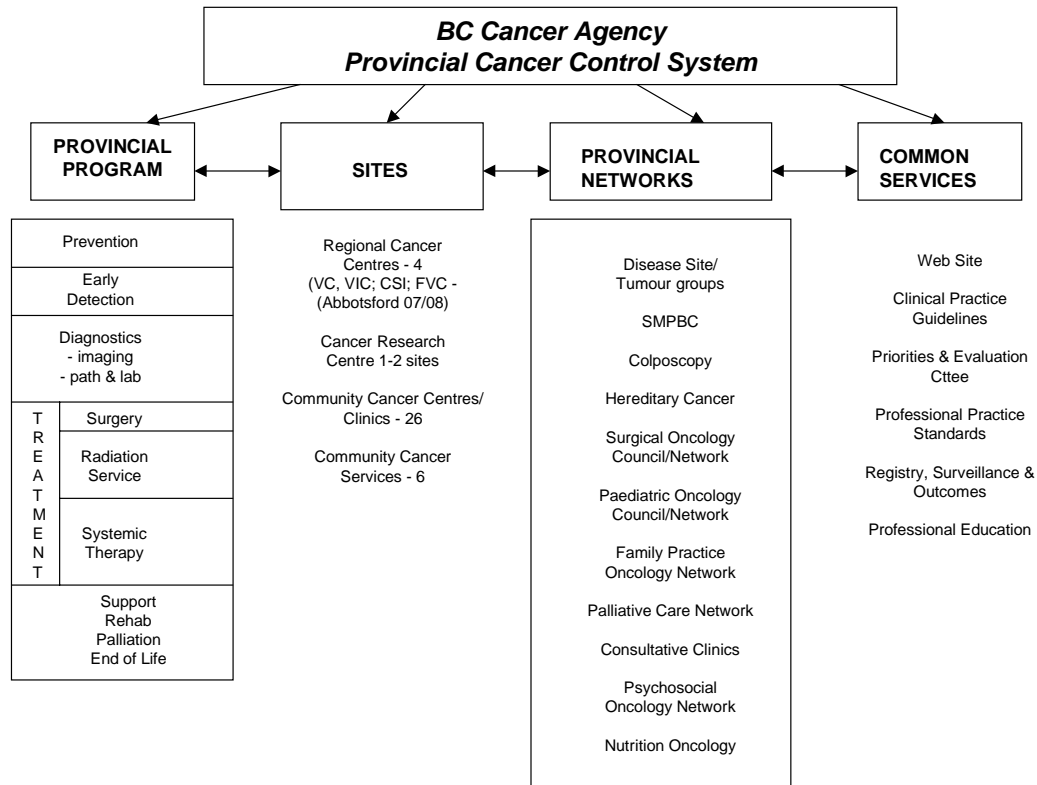 BC Cancer Agency
Provincial Cancer Control System
PROVINCIAL
PROGRAM
SITES
PROVINCIAL
NETWORKS
COMMON
SERVICES
Prevention
Early
Detection
Diagnostics
- imaging
- path & lab
T
R
E
A
T
M
E
N
T
Surgery
Radiation
Service
Systemic
Therapy
Support
Rehab
Palliation
End of Life
Regional Cancer
Centres - 4
(VC, VIC; CSI; FVC -
(Abbotsford 07/08)
Cancer Research
Centre 1-2 sites
Community Cancer Centres/
Clinics - 26
Community Cancer
Services - 6
Disease Site/
Tumour groups
SMPBC
Colposcopy
Hereditary Cancer
Surgical Oncology
Council/Network
Paediatric Oncology
Council/Network
Family Practice
Oncology Network
Palliative Care Network
Consultative Clinics
Psychosocial
Oncology Network
Nutrition Oncology
Web Site
Clinical Practice
Guidelines
Priorities & Evaluation
Cttee
Professional Practice
Standards
Registry, Surveillance &
Outcomes
Professional Education